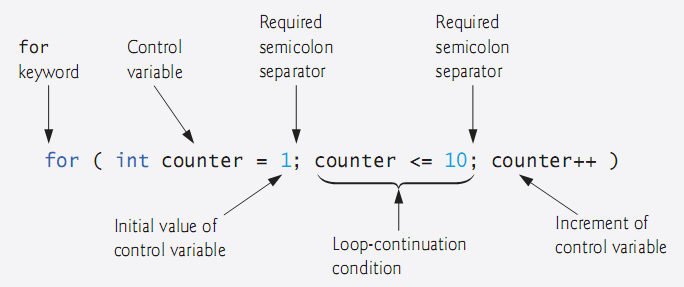 for
keyword
Control
variable
Required
semicolon
separator
Required
semicolon
separator
for ( int counter = 1; counter <= 10; counter++ )
Initial value of
control variable
Loop-continuation
condition
Increment of
control variable